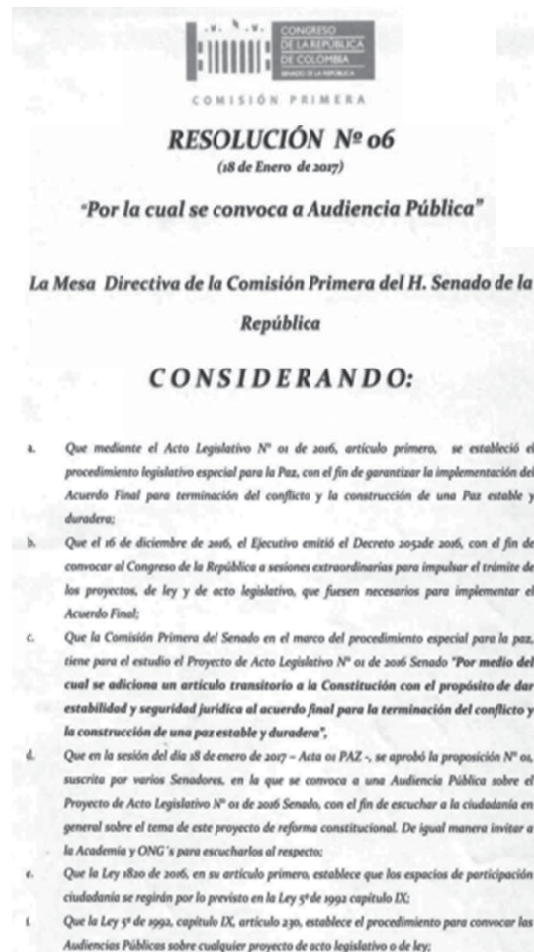 CONGRESO
DE LA REPÚBLICA
DE COLOMBIA
SENADO DE LA REPÚBLICA
COMISIÓN PRIMERA
RESOLUCIÓN Nº 06
(18 de Enero de 2017)
"Por la cual se convoca a Audiencia Pública"
La Mesa Directiva de la Comisión Primera del H. Senado de la
República
CONSIDERANDO:
a. Que mediante el Acto Legislativo N° 01 de 2016, artículo primero, se estableció el
procedimiento legislativo especial para la Paz, con el fin de garantizar la implementación del
Acuerdo Final para terminación del conflicto y la construcción de una Paz estable y
duradera;
b. Que el 16 de diciembre de 2016, el Ejecutivo emitió el Decreto 2052de 2016, con el fin de
convocar al Congreso de la República a sesiones extraordinarias para impulsar el trámite de
los proyectos, de ley y de acto legislativo, que fuesen necesarios para implementar el
Acuerdo Final;
c. Que la Comisión Primera del Senado en el marco del procedimiento especial para la paz,
tiene para el estudio el Proyecto de Acto Legislativo N° 01 de 2016 Senado "Por medio del
cual se adiciona un artículo transitorio a la Constitución con el propósito de dar
estabilidad y seguridad jurídica al acuerdo final para la terminación del conflicto y
la construcción de una paz estable y duradera",
d. Que en la sesión del día 18 de enero de 2017 – Acta 01 PAZ -, se aprobó la proposición N° 01,
suscrita por varios Senadores, en la que se convoca a una Audiencia Pública sobre el
Proyecto de Acto Legislativo N° 01 de 2016 Senado, con el fin de escuchar a la ciudadanía en
general sobre el tema de este proyecto de reforma constitucional. De igual manera invitar a
la Academia y ONG´s para escucharlos al respecto;
e. Que la Ley 1820 de 2016, en su artículo primero, establece que los espacios de participación
ciudadanía se regirán por lo previsto en la Ley 5ª de 1992 capitulo IX;
f. Que la Ley 5ª de 1992, capitulo IX, artículo 230, establece el procedimiento para convocar las
Audiencias Públicas sobre cualquier proyecto de acto legislativo o de ley;